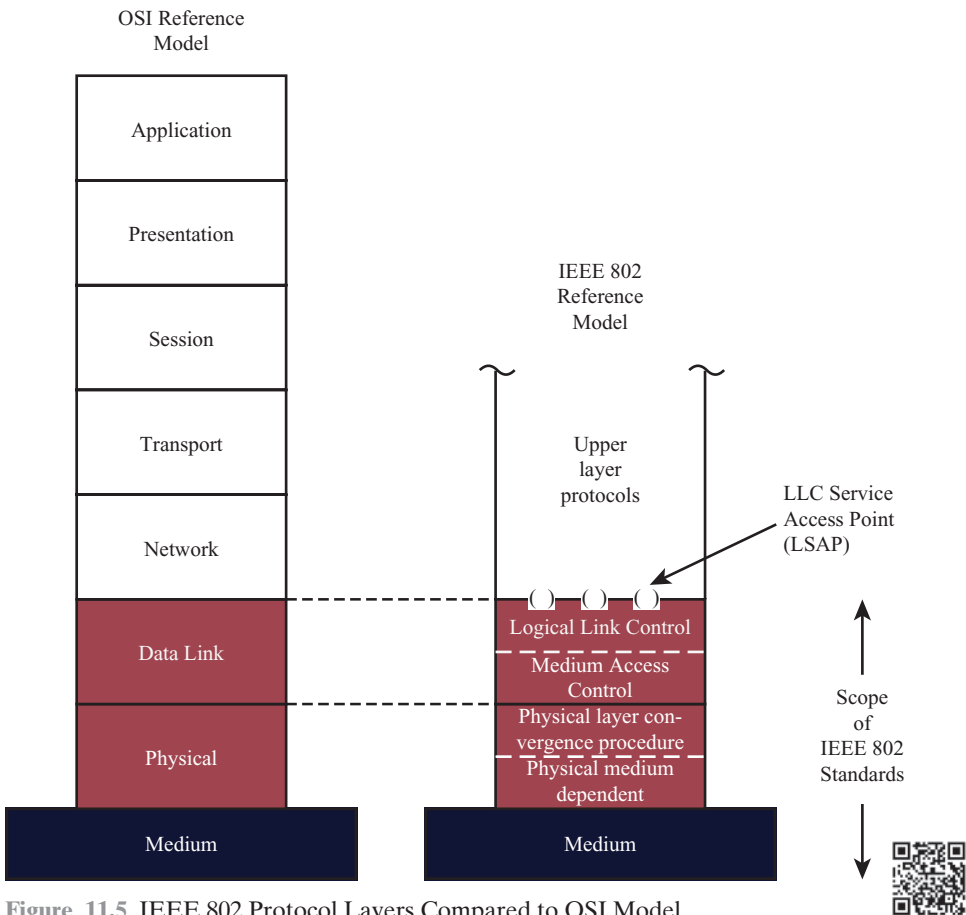 OSI Reference
Model
Application
Presentation
Session
Transport
Network
Data Link
Physical
Medium
IEEE 802
Reference
Model
Upper
layer
protocols
LLC Service
Access Point
(LSAP)
Logical Link Control
Medium Access
Control
Physical layer con-
vergence procedure
Physical medium
dependent
Medium
Scope
of
IEEE 802
Standards
Figure 11.5 IEEE 802 Protocol Layers Compared to OSI Model